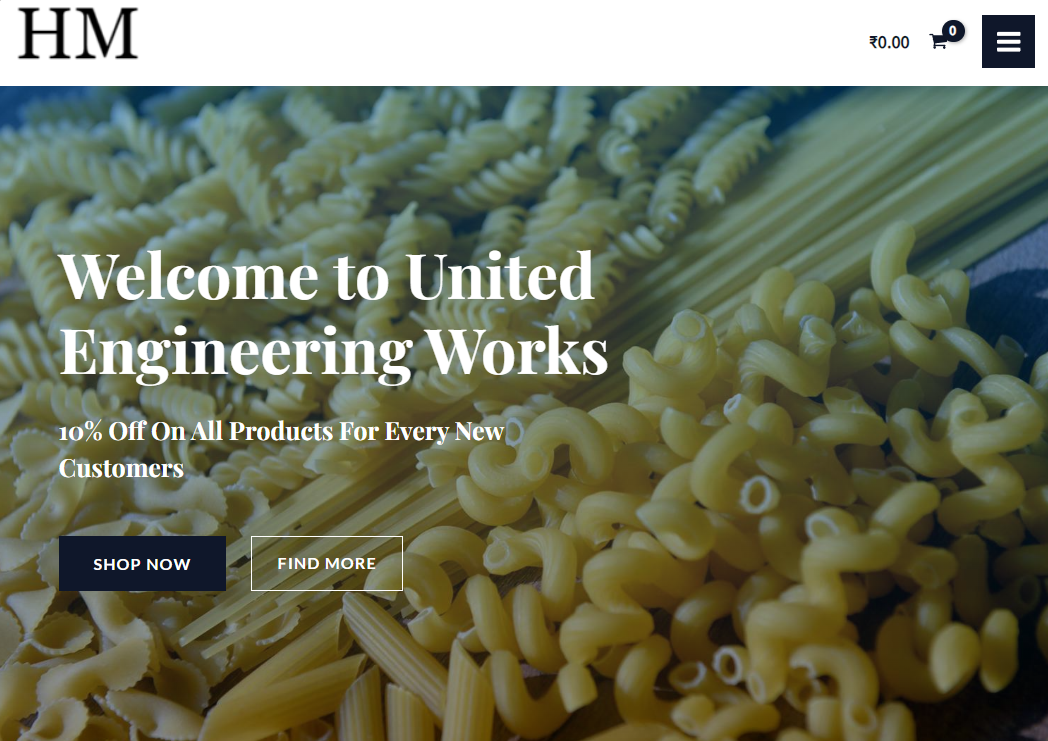 HM
₹0.00
0
Welcome to United
Engineering Works
10% Off On All Products For Every New
Customers
SHOP NOW
FIND MORE